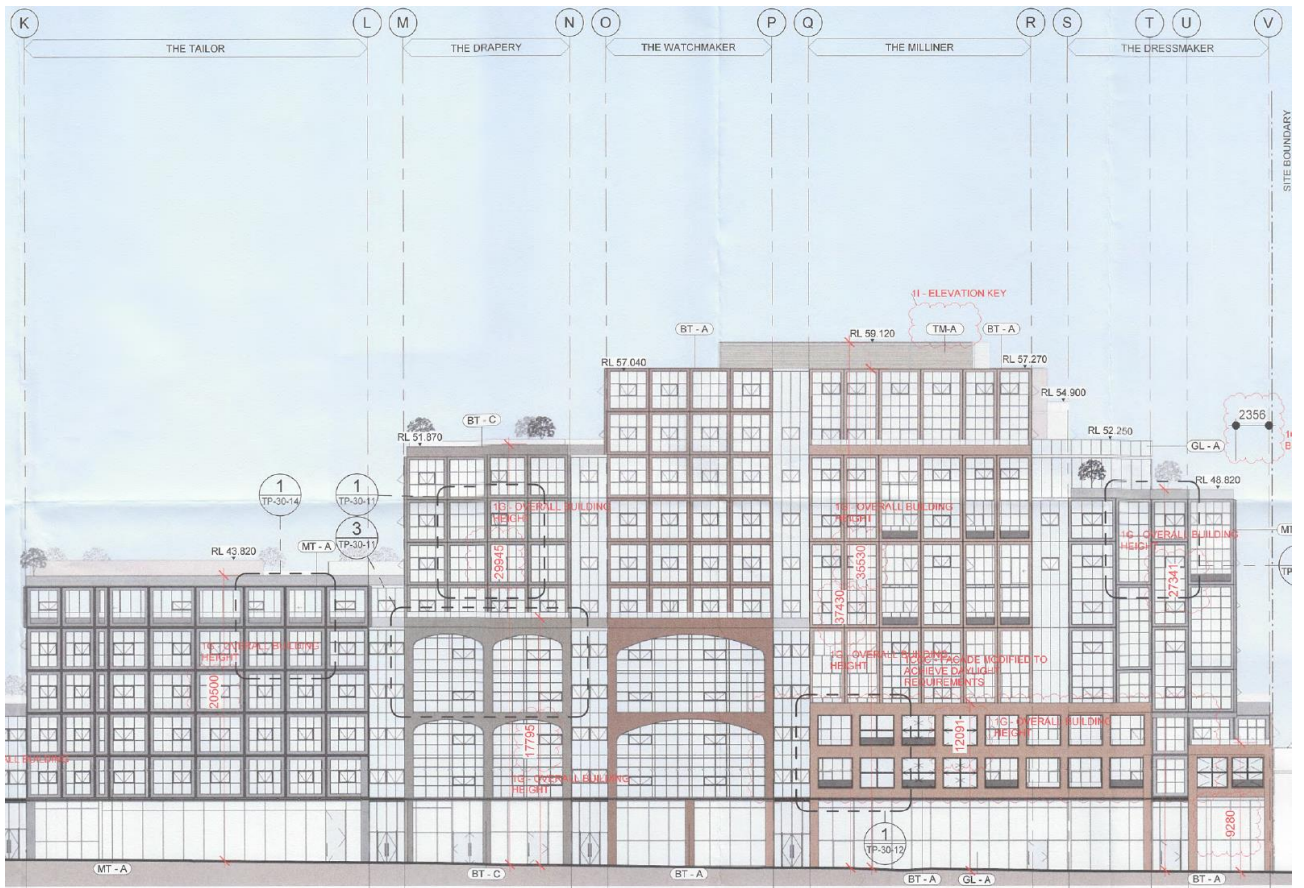 K
L
M
N
O
P
Q
R
S
T
U
V
THE TAILOR
THE DRAPERY
THE WATCHMAKER
THE MILLINER
THE DRESSMAKER
SITE BOUNDARY
1I - ELEVATION KEY
BT - A
RL 59.120
TM-A
BT - A
RL 57.040
RL 57.270
RL 54.900
BT - C
RL 51.870
RL 52.250
GL - A
2356
RL 48.820
1
TP-30-14
1
TP-30-11
3
TP-30-11
RL 43.820
MT - A
1G - OVERALL BUILDING
HEIGHT
29945
1G - OVERALL BUILDING
HEIGHT
35530
37430
1G - OVERALL BUILDING
HEIGHT
27341
1G - OVERALL BUILDING
HEIGHT
20500
1G - OVERALL BUILDING
HEIGHT
FACADE MODIFIED TO
ACHIEVE DAYLIGHT
REQUIREMENTS
1G - OVERALL BUILDING
HEIGHT
12091
17795
1G - OVERALL BUILDING
HEIGHT
ALL BUILDING
9280
1
TP-30-12
MT - A
BT - C
BT - A
BT - A
GL - A
BT - A